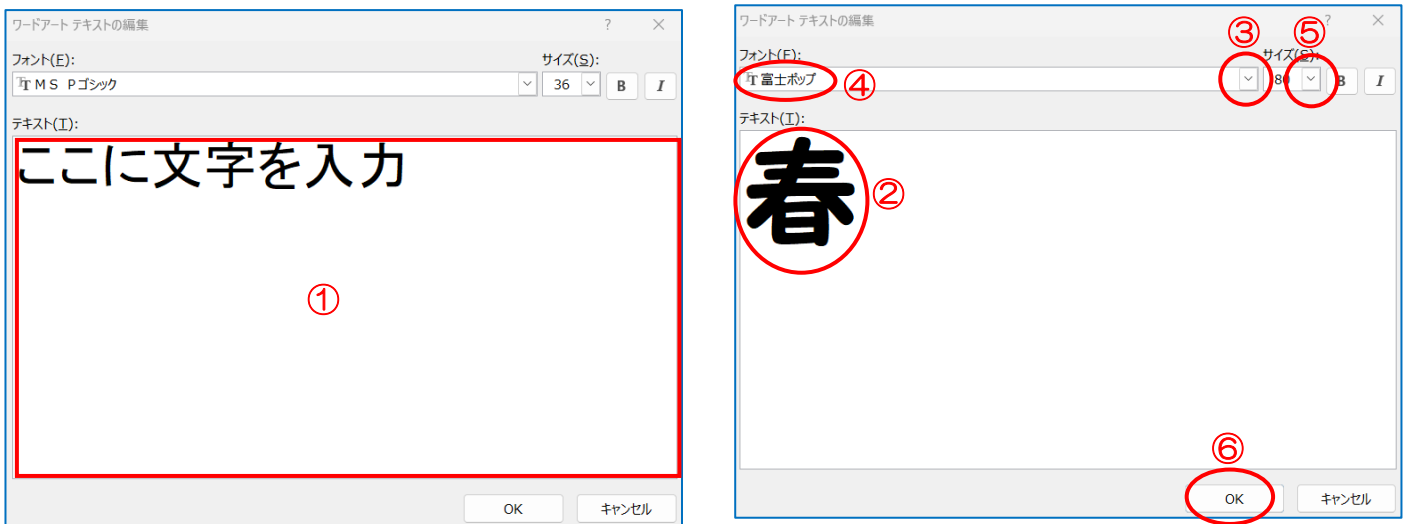 ワードアート テキストの編集 ? ×
フォント(F): サイズ(S):
MS Pゴシック 36 B I
テキスト(T):
ここに文字を入力
①
OK キャンセル
ワードアート テキストの編集 ③ ? ⑤ ×
フォント(F): サイズ(S):
富士ポップ ④ 80 B I
テキスト(T):
春 ②
⑥
OK キャンセル